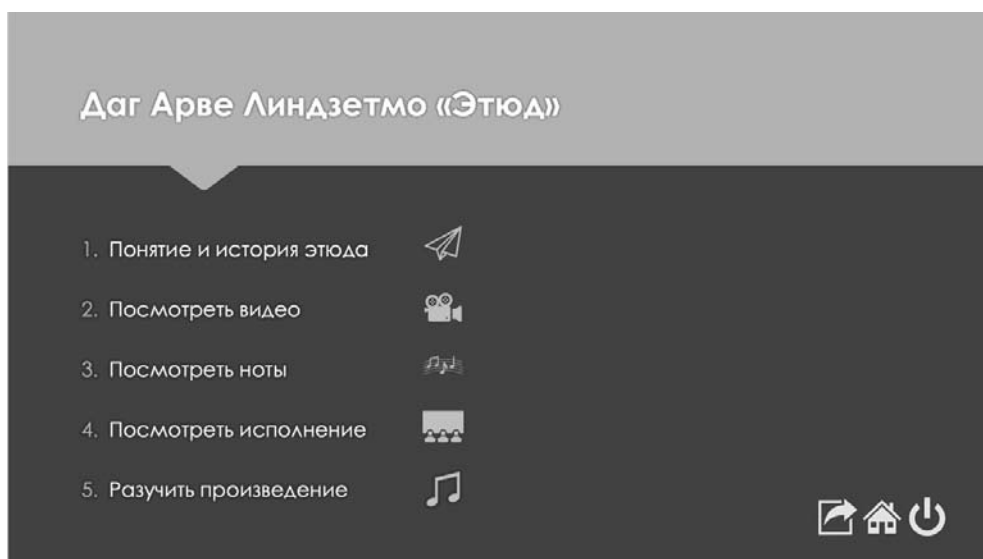 Даг Арве Линдзетмо «Этюд»
1. Понятие и история этюда
2. Посмотреть видео
3. Посмотреть ноты
4. Посмотреть исполнение
5. Разучить произведение